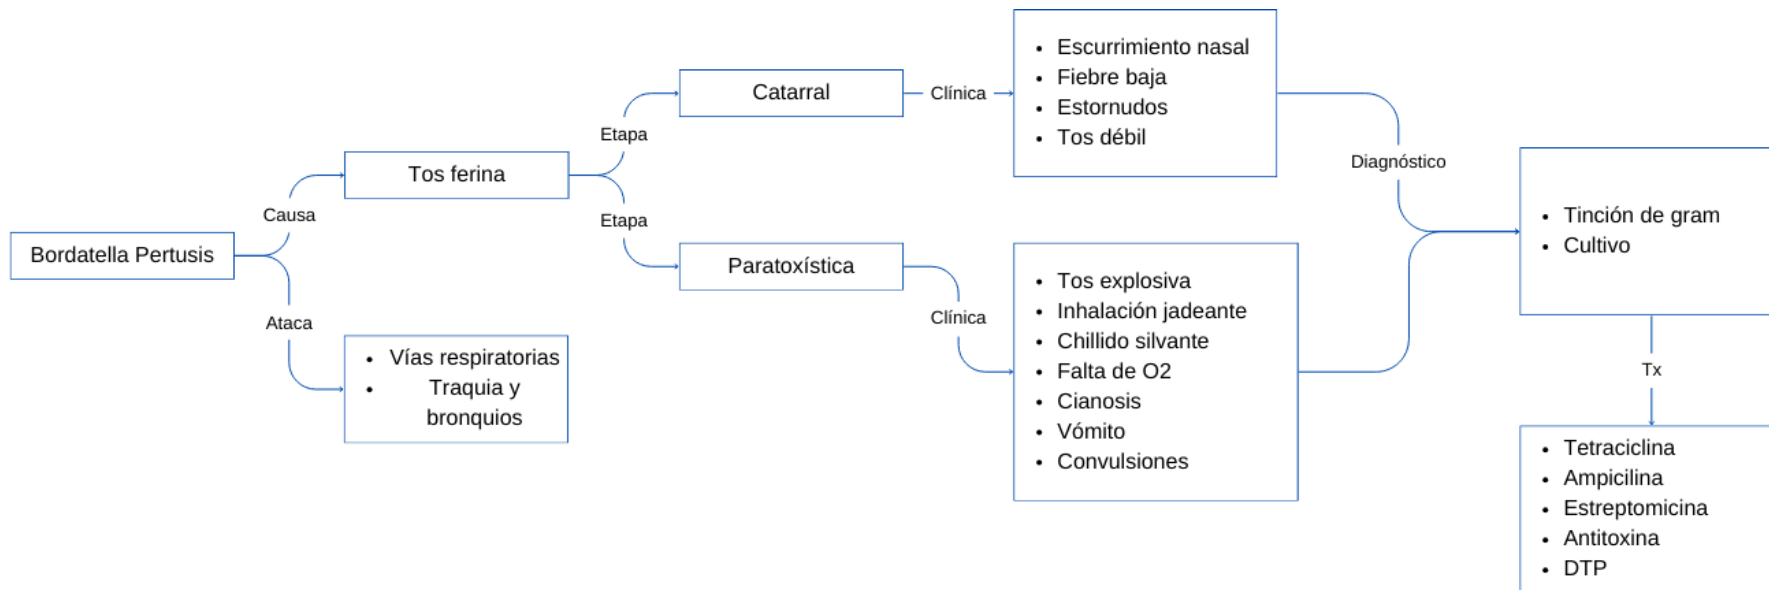 Bordatella Pertusis
Causa
Ataca
Tos ferina
• Vías respiratorias
• Traquia y
bronquios
Etapa
Etapa
Catarral
Paratoxística
Clínica
Clínica
• Escurrimiento nasal
• Fiebre baja
• Estornudos
• Tos débil
• Tos explosiva
• Inhalación jadeante
• Chillido silvante
• Falta de O2
• Cianosis
• Vómito
• Convulsiones
Diagnóstico
• Tinción de gram
• Cultivo
Tx
• Tetraciclina
• Ampicilina
• Estreptomicina
• Antitoxina
• DTP